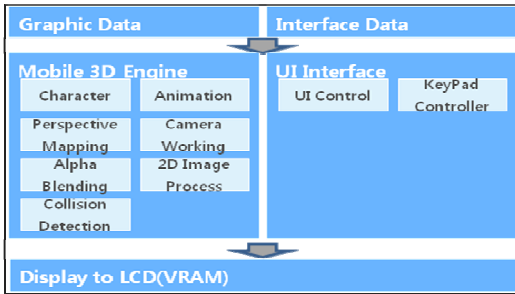 Graphic Data
Interface Data
Mobile 3D Engine
Character
Animation
Perspective
Mapping
Camera
Working
Alpha
Blending
2D Image
Process
Collision
Detection
UI Interface
UI Control
KeyPad
Controller
Display to LCD(VRAM)